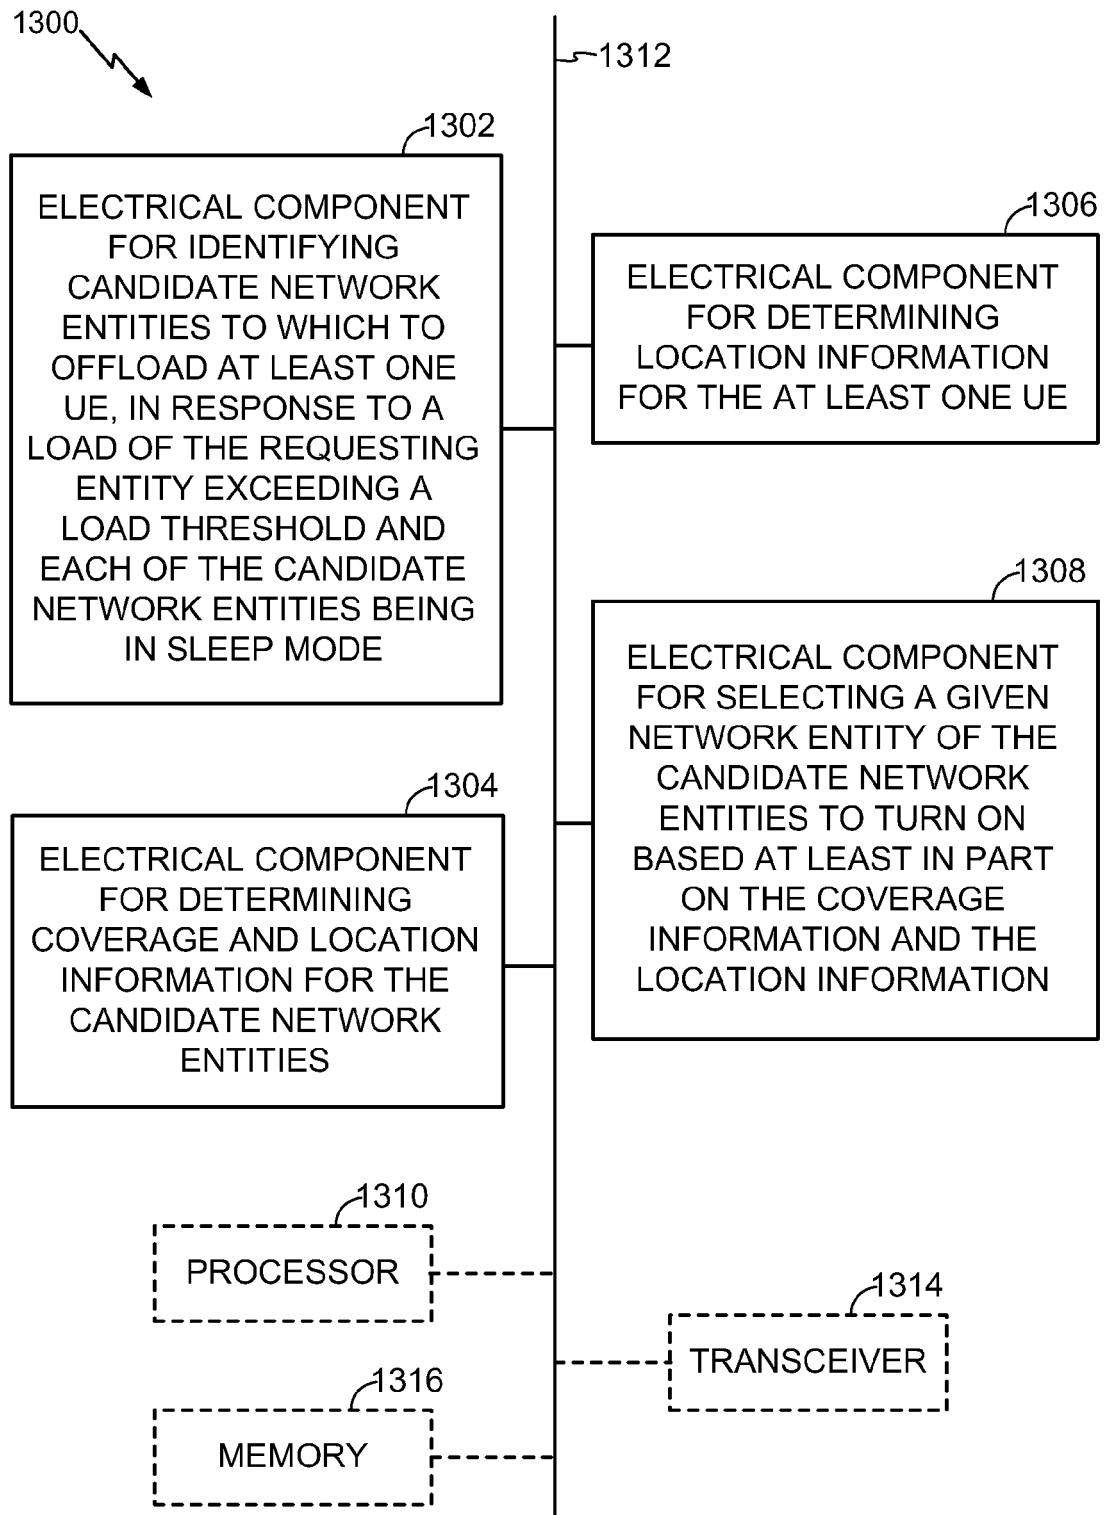 1300
1312
1302
ELECTRICAL COMPONENT
FOR IDENTIFYING
CANDIDATE NETWORK
ENTITIES TO WHICH TO
OFFLOAD AT LEAST ONE
UE, IN RESPONSE TO A
LOAD OF THE REQUESTING
ENTITY EXCEEDING A
LOAD THRESHOLD AND
EACH OF THE CANDIDATE
NETWORK ENTITIES BEING
IN SLEEP MODE
1306
ELECTRICAL COMPONENT
FOR DETERMINING
LOCATION INFORMATION
FOR THE AT LEAST ONE UE
1304
ELECTRICAL COMPONENT
FOR DETERMINING
COVERAGE AND LOCATION
INFORMATION FOR THE
CANDIDATE NETWORK
ENTITIES
1308
ELECTRICAL COMPONENT
FOR SELECTING A GIVEN
NETWORK ENTITY OF THE
CANDIDATE NETWORK
ENTITIES TO TURN ON
BASED AT LEAST IN PART
ON THE COVERAGE
INFORMATION AND THE
LOCATION INFORMATION
1310
PROCESSOR
1314
TRANSCEIVER
1316
MEMORY